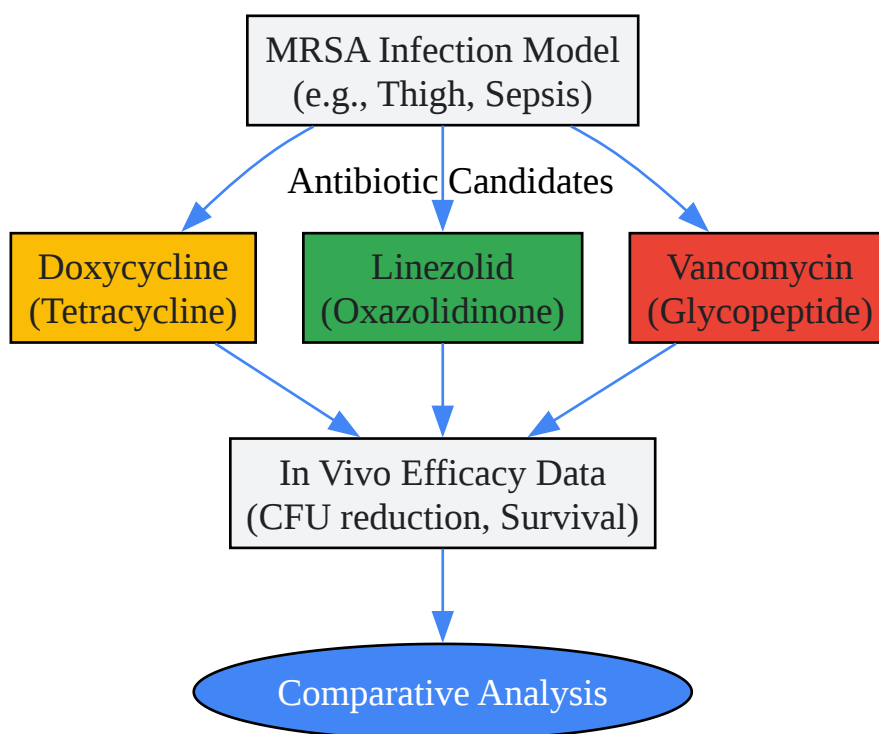 MRSA Infection Model
(e.g., Thigh, Sepsis)
Antibiotic Candidates
Doxycycline
(Tetracycline)
Linezolid
(Oxazolidinone)
Vancomycin
(Glycopeptide)
In Vivo Efficacy Data
(CFU reduction, Survival)
Comparative Analysis